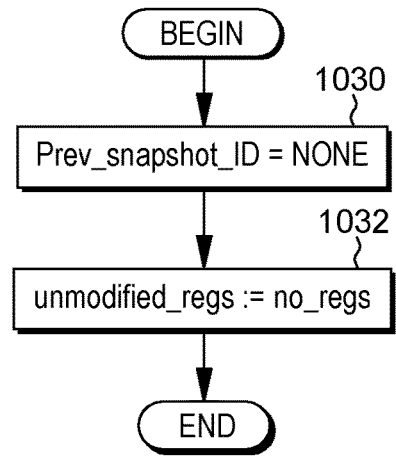 BEGIN
1030
Prev_snapshot_ID = NONE
1032
unmodified_regs := no_regs
END